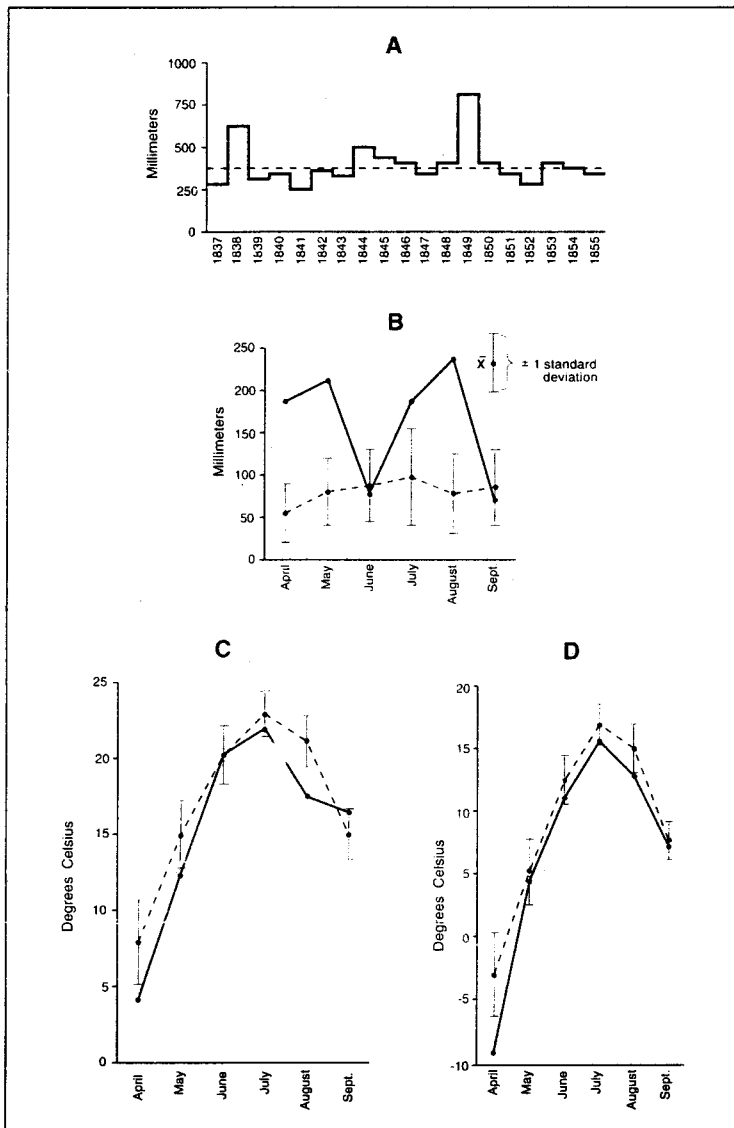 A
1000
750
500
250
0
Millimeters
1837
1838
1839
1840
1841
1842
1843
1844
1845
1846
1847
1848
1849
1850
1851
1852
1853
1854
1855
B
250
200
150
100
50
0
Millimeters
X̄
± 1 standard
deviation
April
May
June
July
August
Sept
C
25
20
15
10
5
0
Degrees Celsius
April
May
June
July
August
Sept.
D
20
15
10
5
0
-5
-10
Degrees Celsius
April
May
June
July
August
Sept.